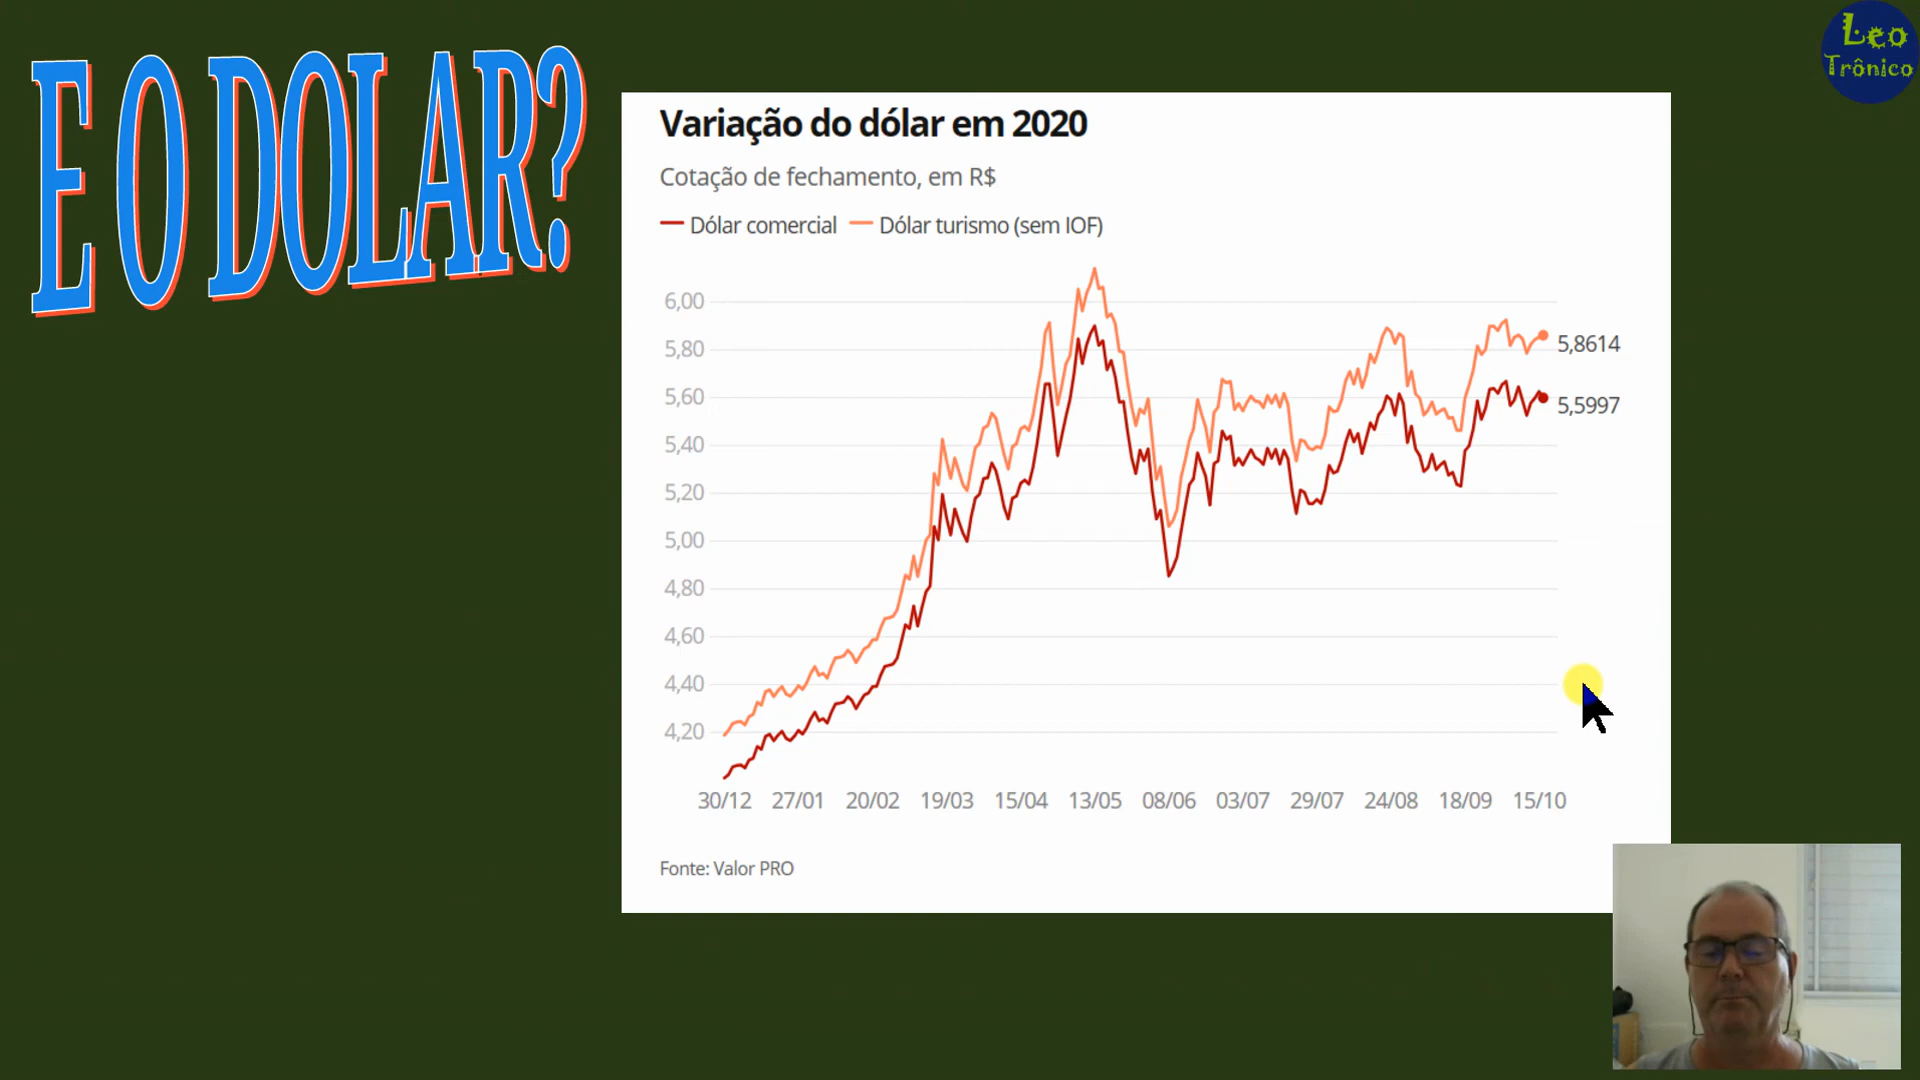 E O DOLAR?
Leo
Trônico
Variação do dólar em 2020
Cotação de fechamento, em R$
Dólar comercial Dólar turismo (sem IOF)
6,00
5,80
5,60
5,40
5,20
5,00
4,80
4,60
4,40
4,20
5,8614
5,5997
30/12 27/01 20/02 19/03 15/04 13/05 08/06 03/07 29/07 24/08 18/09 15/10
Fonte: Valor PRO